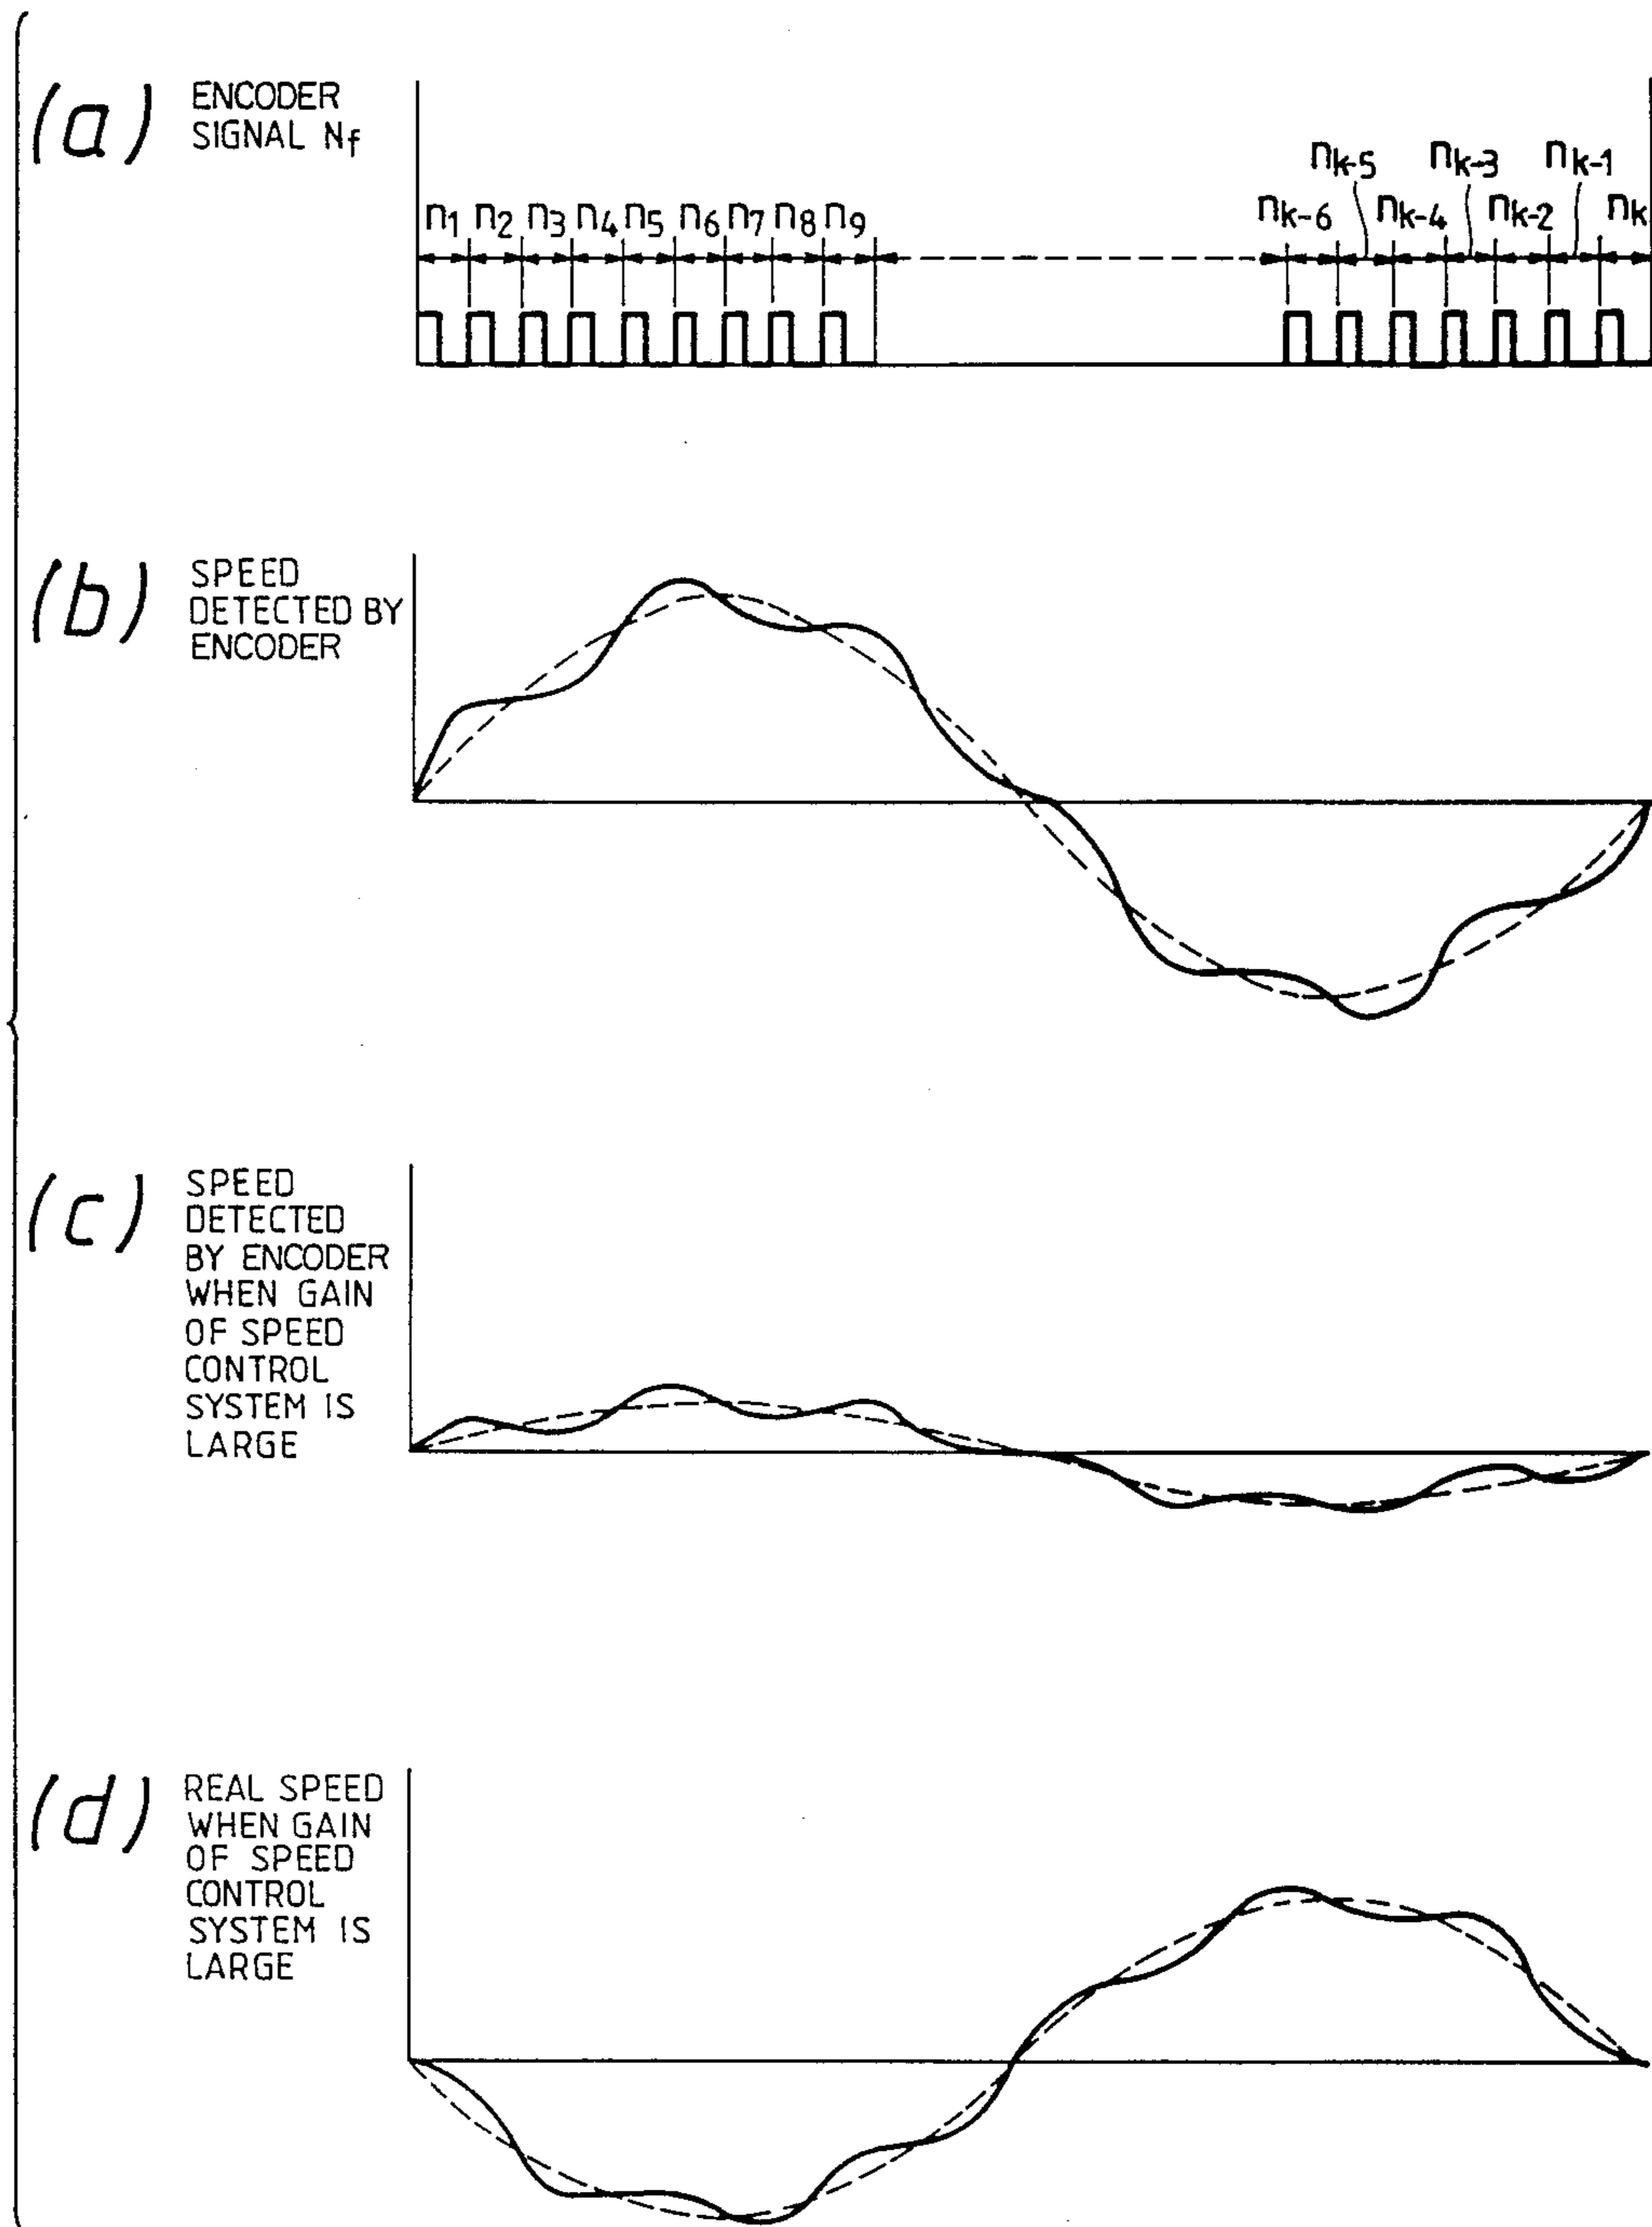 (a) ENCODER
SIGNAL Nf
n1 n2 n3 n4 n5 n6 n7 n8 n9
nk-5 nk-3 nk-1
nk-6 nk-4 nk-2 nk
(b) SPEED
DETECTED BY
ENCODER
(c) SPEED
DETECTED
BY ENCODER
WHEN GAIN
OF SPEED
CONTROL
SYSTEM IS
LARGE
(d) REAL SPEED
WHEN GAIN
OF SPEED
CONTROL
SYSTEM IS
LARGE